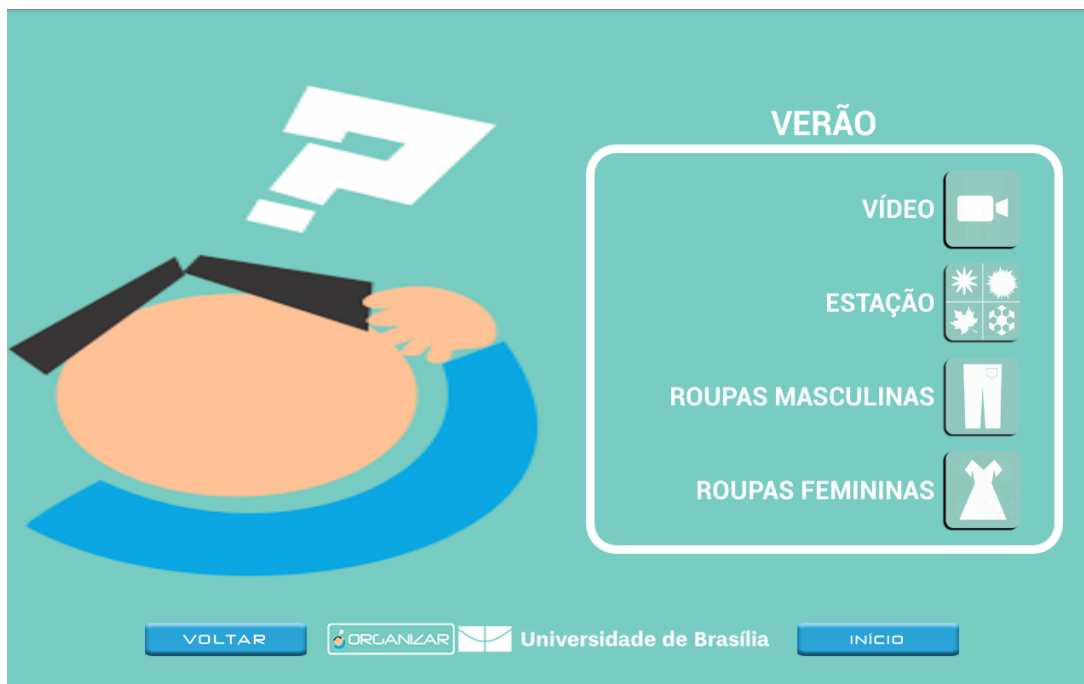 ?
VERÃO
VÍDEO
ESTAÇÃO
ROUPAS MASCULINAS
ROUPAS FEMININAS
VOLTAR
ORGANIZAR
Universidade de Brasília
INÍCIO